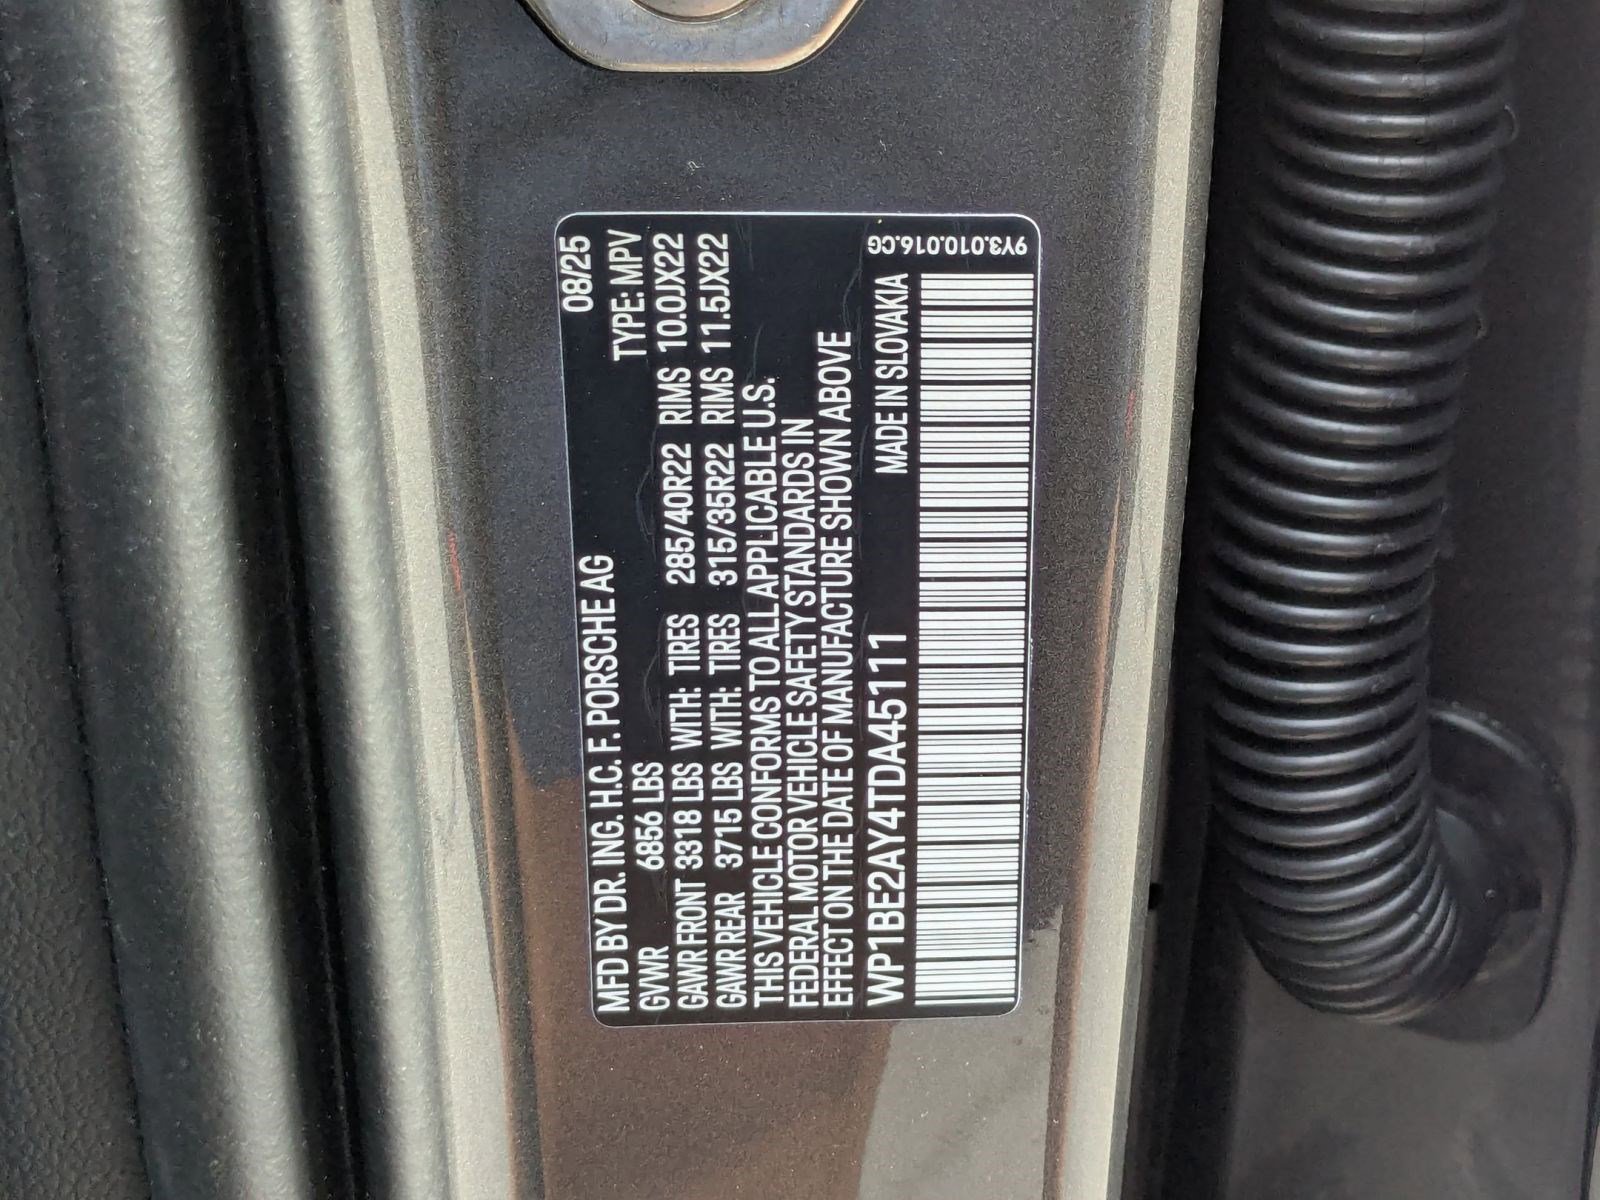 MFD BY DR. ING. H.C. F. PORSCHE AG 08/25
GVWR 6856 LBS TYPE: MPV
GAWR FRONT 3318 LBS WITH: TIRES 285/40R22 RIMS 10.0JX22
GAWR REAR 3715 LBS WITH: TIRES 315/35R22 RIMS 11.5JX22
THIS VEHICLE CONFORMS TO ALL APPLICABLE U.S.
FEDERAL MOTOR VEHICLE SAFETY STANDARDS IN
EFFECT ON THE DATE OF MANUFACTURE SHOWN ABOVE
WP1BE2AY4TDA45111 MADE IN SLOVAKIA
9Y3.010.016.CG